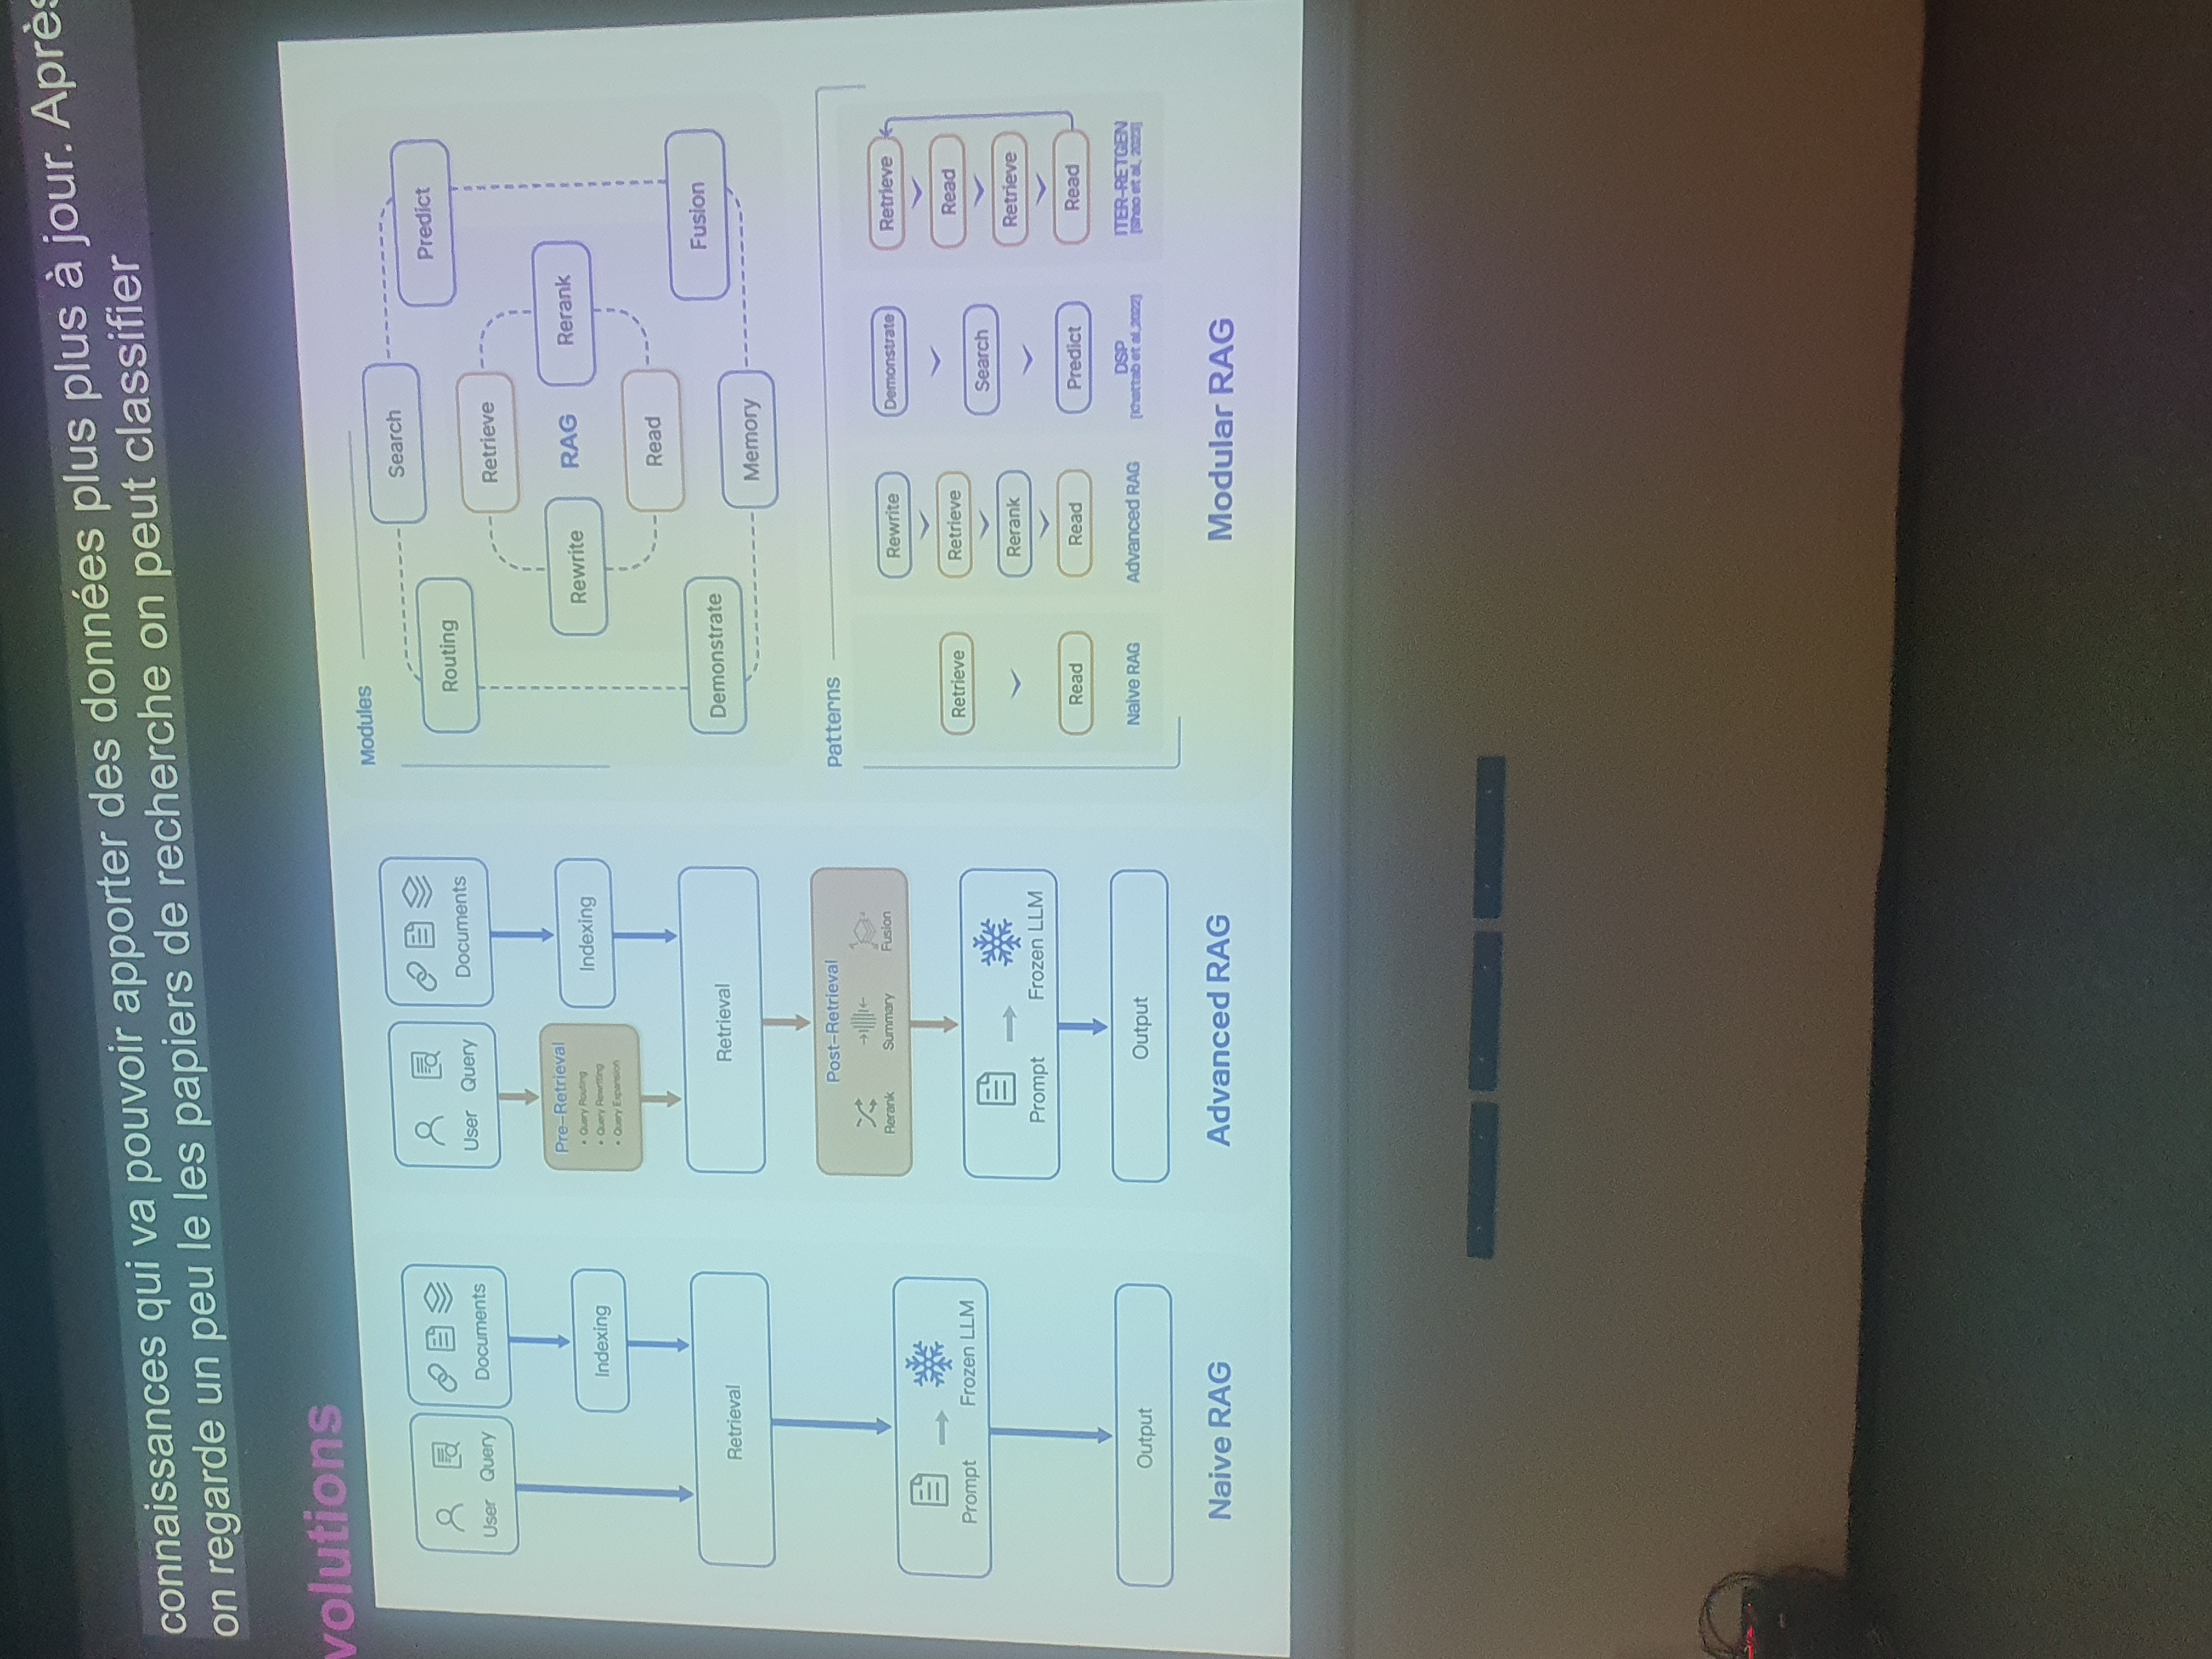 connaissances qui va pouvoir apporter des données plus plus à jour. Après
on regarde un peu le les papiers de recherche on peut classifier
volutions
User Query
Documents
Indexing
Retrieval
Prompt
Frozen LLM
Output
Naive RAG
User Query
Documents
Pre-Retrieval
• Query Routing
• Query Rewriting
• Query Expansion
Indexing
Retrieval
Post-Retrieval
Rerank
Summary
Fusion
Prompt
Frozen LLM
Output
Advanced RAG
Modules
Search
Routing
Predict
Retrieve
Rewrite
RAG
Rerank
Read
Demonstrate
Fusion
Memory
Patterns
Retrieve
Read
Naive RAG
Rewrite
Retrieve
Rerank
Read
Advanced RAG
Demonstrate
Search
Predict
DSP
[Khattab et al., 2022]
Retrieve
Read
Retrieve
Read
ITER-RETGEN
[Shao et al., 2023]
Modular RAG